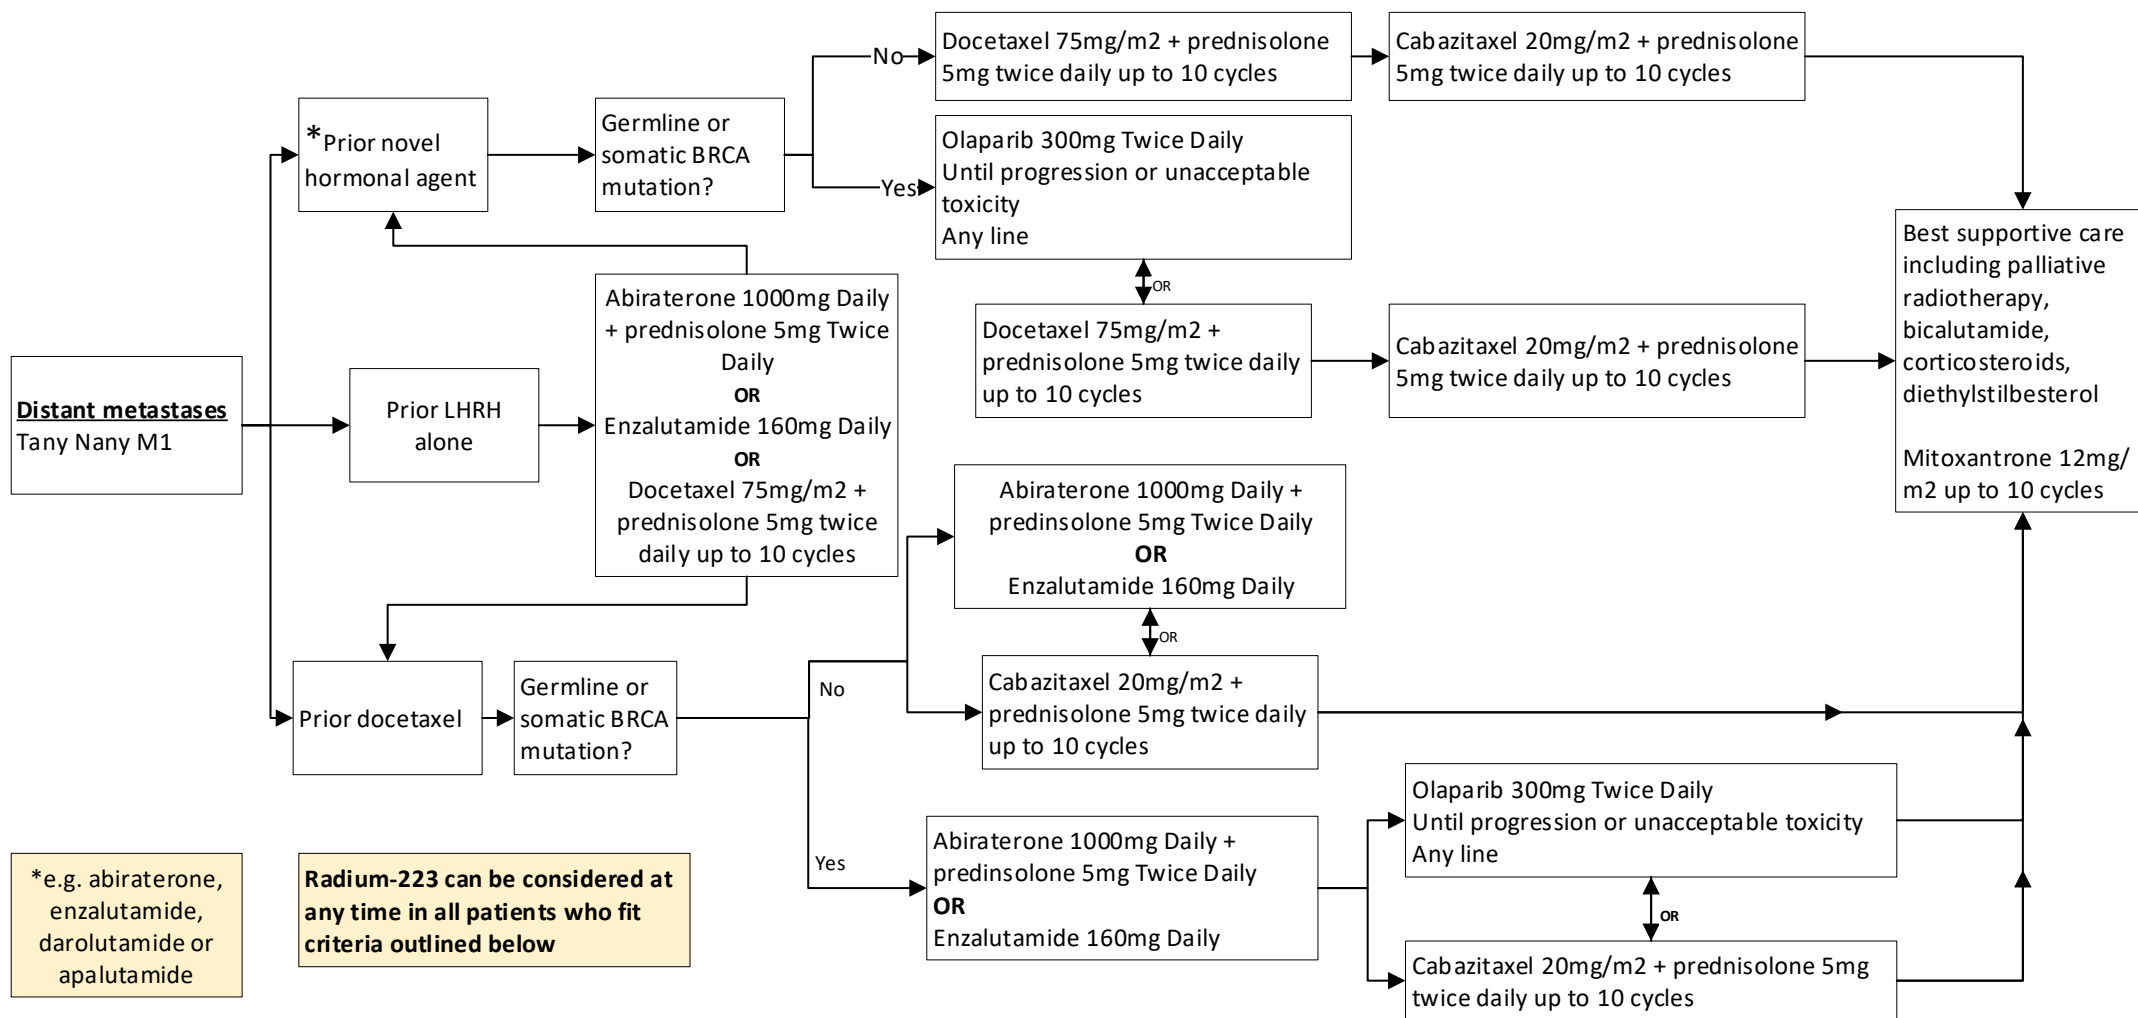 Distant metastases
Tany Nany M1
*Prior novel
hormonal agent
Germline or
somatic BRCA
mutation?
No
Docetaxel 75mg/m2 + prednisolone
5mg twice daily up to 10 cycles
Cabazitaxel 20mg/m2 + prednisolone
5mg twice daily up to 10 cycles
Yes
Olaparib 300mg Twice Daily
Until progression or unacceptable
toxicity
Any line
OR
Docetaxel 75mg/m2 +
prednisolone 5mg twice daily
up to 10 cycles
Cabazitaxel 20mg/m2 + prednisolone
5mg twice daily up to 10 cycles
Best supportive care
including palliative
radiotherapy,
bicalutamide,
corticosteroids,
diethylstilbesterol
Mitoxantrone 12mg/
m2 up to 10 cycles
Prior LHRH
alone
Abiraterone 1000mg Daily
+ prednisolone 5mg Twice
Daily
OR
Enzalutamide 160mg Daily
OR
Docetaxel 75mg/m2 +
prednisolone 5mg twice
daily up to 10 cycles
Prior docetaxel
Germline or
somatic BRCA
mutation?
No
Abiraterone 1000mg Daily +
predinsolone 5mg Twice Daily
OR
Enzalutamide 160mg Daily
OR
Cabazitaxel 20mg/m2 +
prednisolone 5mg twice daily
up to 10 cycles
Yes
Abiraterone 1000mg Daily +
predinsolone 5mg Twice Daily
OR
Enzalutamide 160mg Daily
Olaparib 300mg Twice Daily
Until progression or unacceptable toxicity
Any line
OR
Cabazitaxel 20mg/m2 + prednisolone 5mg
twice daily up to 10 cycles
*e.g. abiraterone,
enzalutamide,
darolutamide or
apalutamide
Radium-223 can be considered at
any time in all patients who fit
criteria outlined below